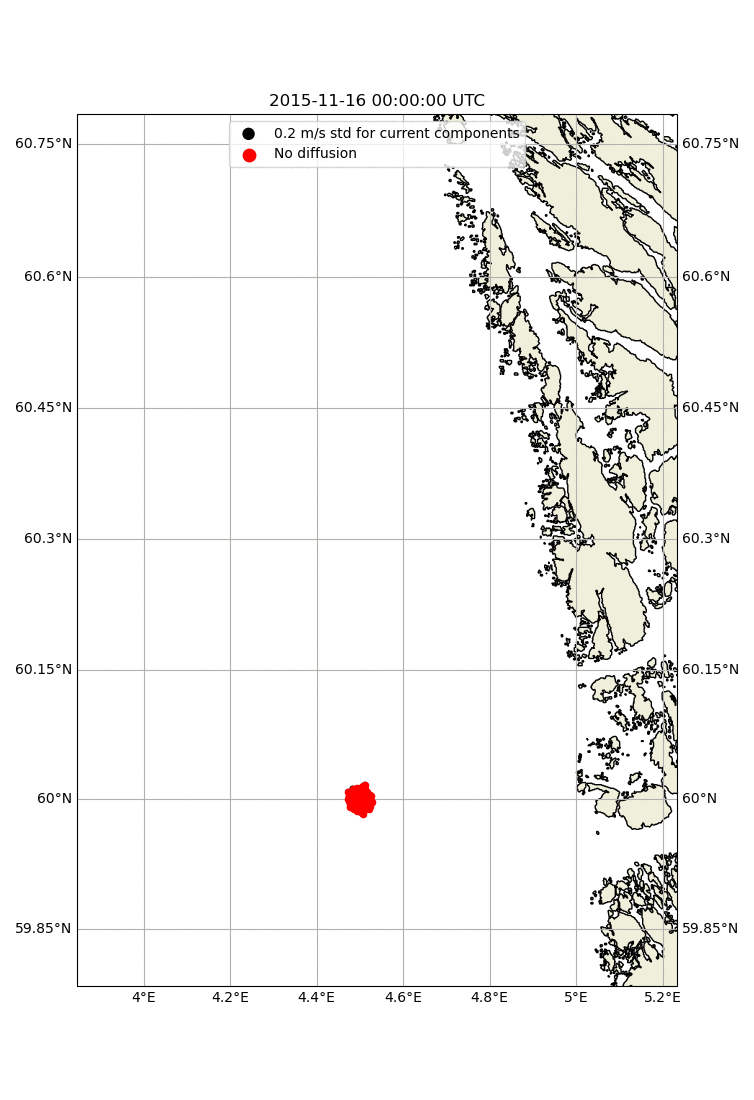 2015-11-16 00:00:00 UTC
0.2 m/s std for current components
No diffusion
60.75°N 60.75°N
60.6°N 60.6°N
60.45°N 60.45°N
60.3°N 60.3°N
60.15°N 60.15°N
60°N 60°N
59.85°N 59.85°N
4°E 4.2°E 4.4°E 4.6°E 4.8°E 5°E 5.2°E